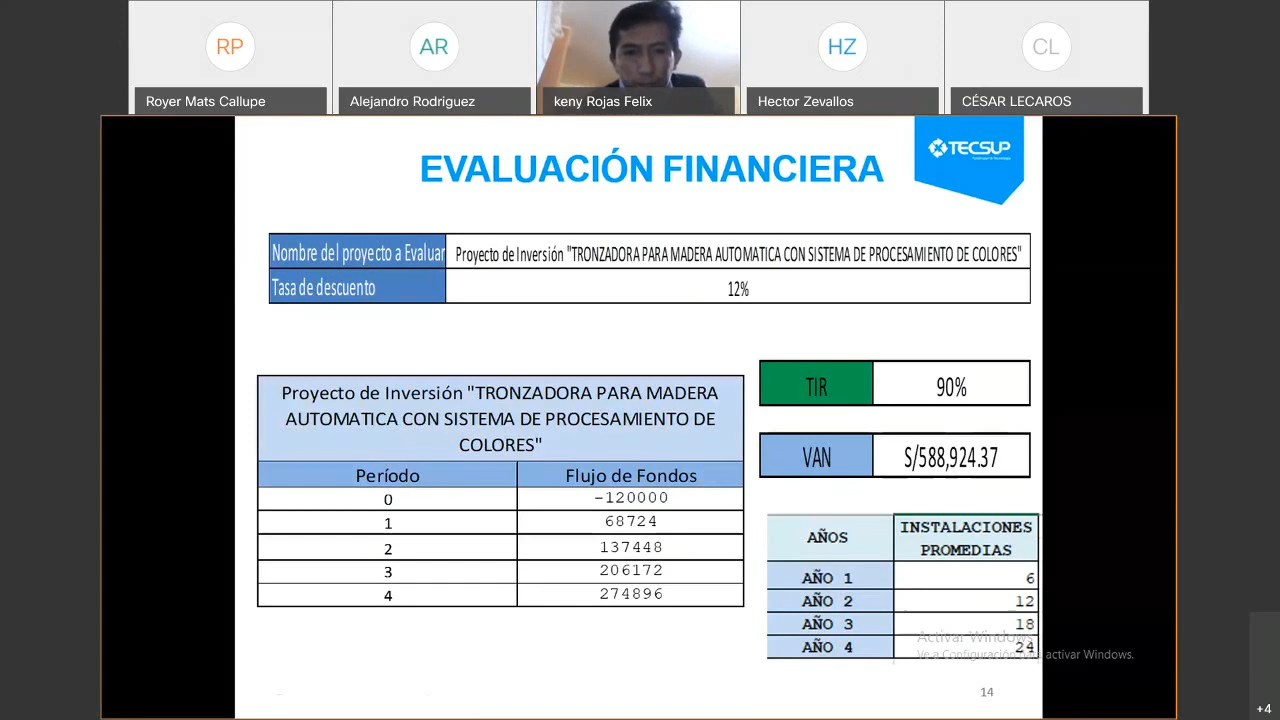 RP
AR
HZ
CL
Royer Mats Callupe
Alejandro Rodriguez
keny Rojas Felix
Hector Zevallos
CÉSAR LECAROS
TECSUP
EVALUACIÓN FINANCIERA
Nombre del proyecto a Evaluar
Proyecto de Inversión "TRONZADORA PARA MADERA AUTOMATICA CON SISTEMA DE PROCESAMIENTO DE COLORES"
Tasa de descuento
12%
TIR
90%
VAN
S/588,924.37
Proyecto de Inversión "TRONZADORA PARA MADERA
AUTOMATICA CON SISTEMA DE PROCESAMIENTO DE
COLORES"
Período Flujo de Fondos
0 -120000
1 68724
2 137448
3 206172
4 274896
AÑOS
INSTALACIONES
PROMEDIAS
AÑO 1 6
AÑO 2 12
AÑO 3 18
AÑO 4 24
Activar Windows
Ve a Configuración para activar Windows.
14
+4